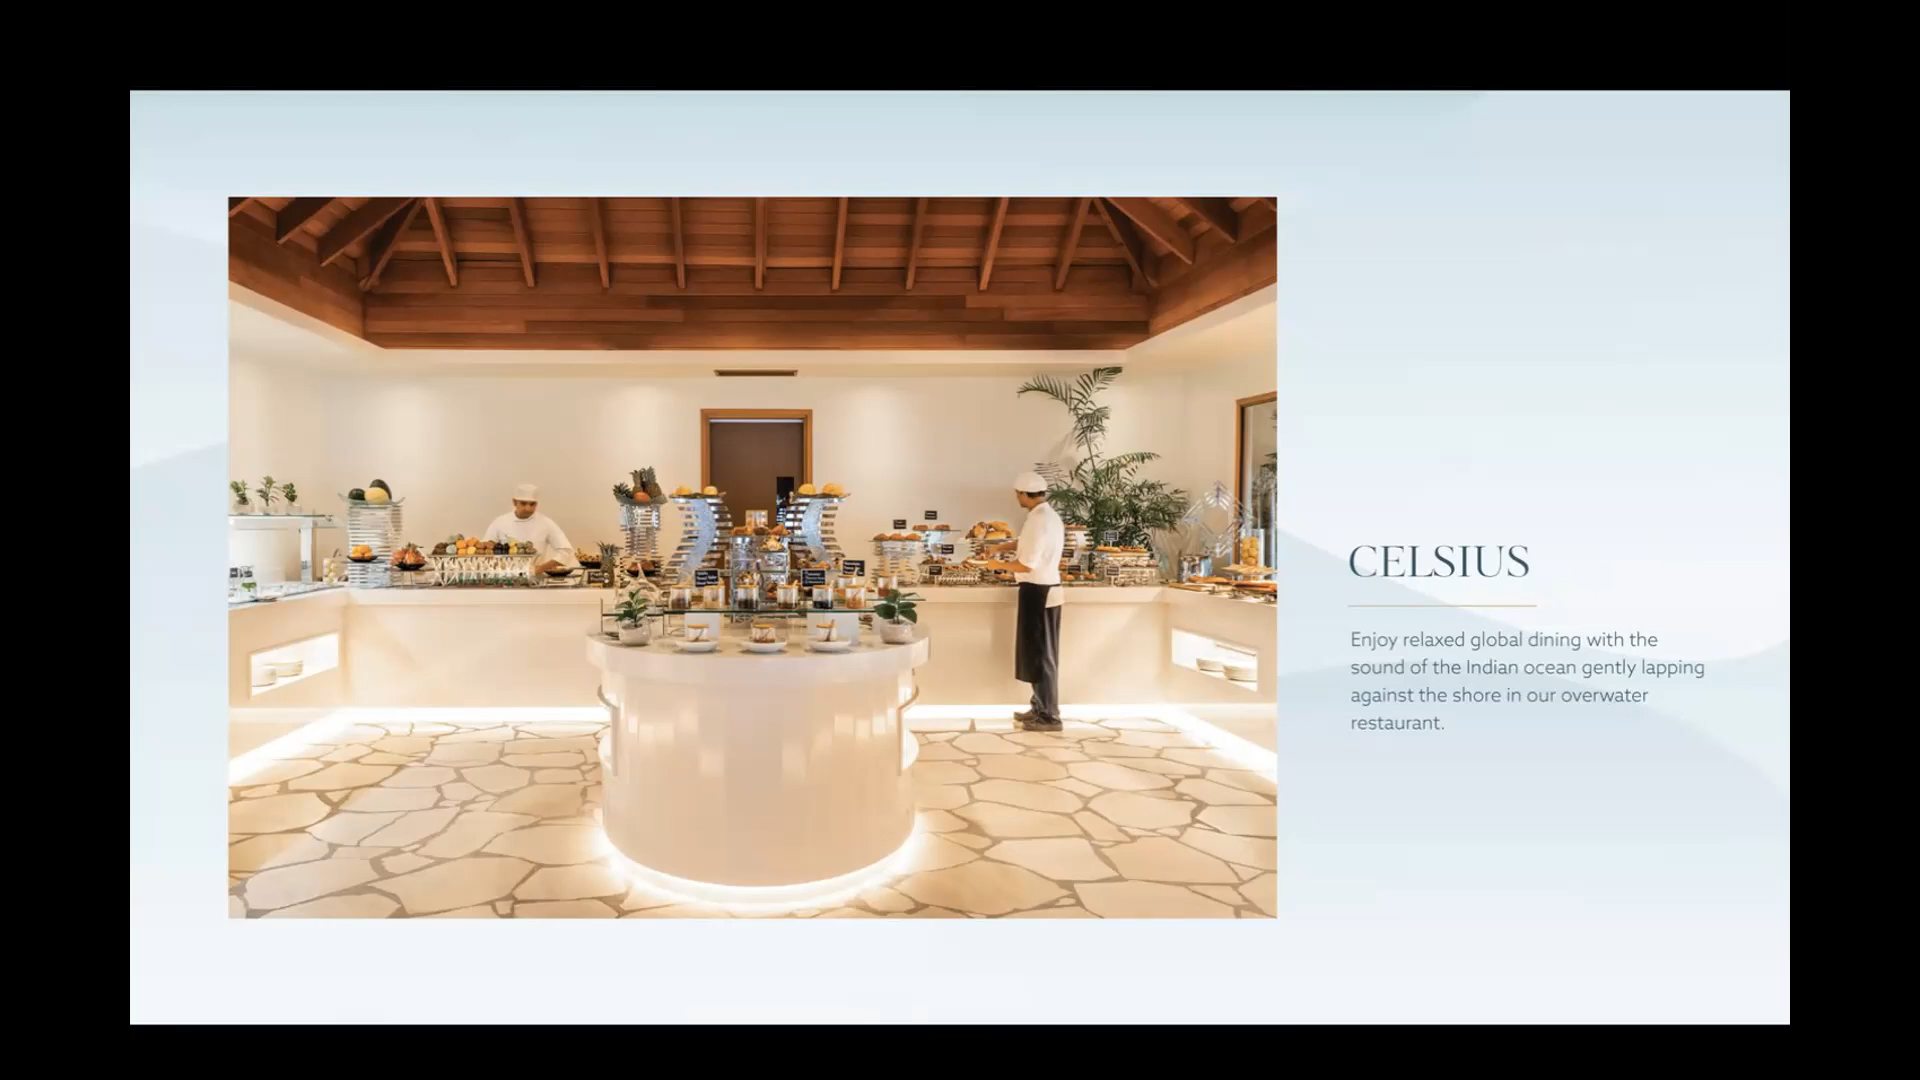 CELSIUS
Enjoy relaxed global dining with the
sound of the Indian ocean gently lapping
against the shore in our overwater
restaurant.